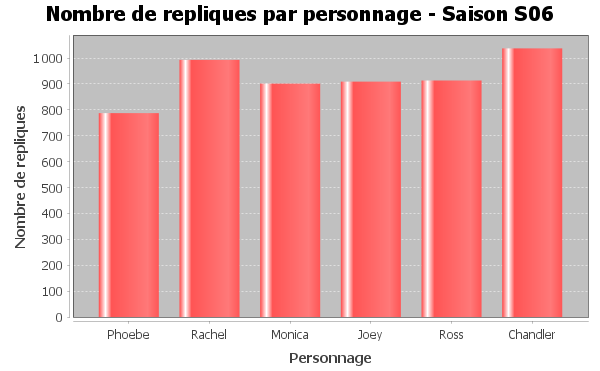 Nombre de repliques par personnage - Saison S06
Nombre de repliques
1 000
900
800
700
600
500
400
300
200
100
0
Phoebe Rachel Monica Joey Ross Chandler
Personnage